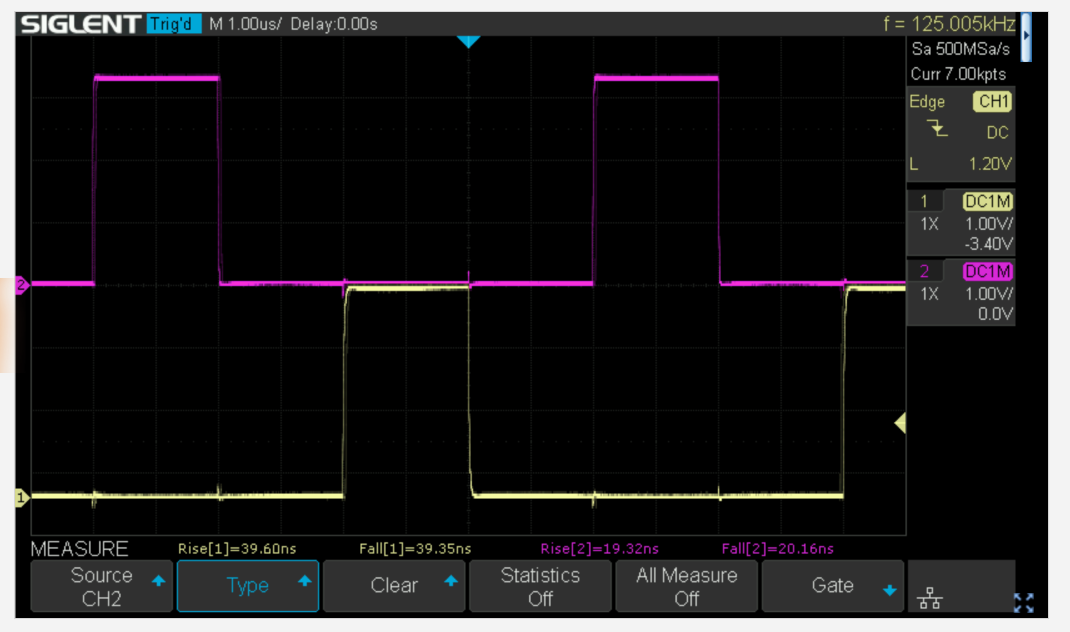 SIGLENT Trig'd M 1.00us/ Delay:0.00s f = 125.005kHz
Sa 500MSa/s
Curr 7.00kpts
Edge CH1
DC
L 1.20V
1 DC1M
1X 1.00V/
-3.40V
2 DC1M
1X 1.00V/
0.0V
2
1
MEASURE Rise[1]=39.60ns Fall[1]=39.35ns Rise[2]=19.32ns Fall[2]=20.16ns
Source
CH2
Type
Clear
Statistics
Off
All Measure
Off
Gate